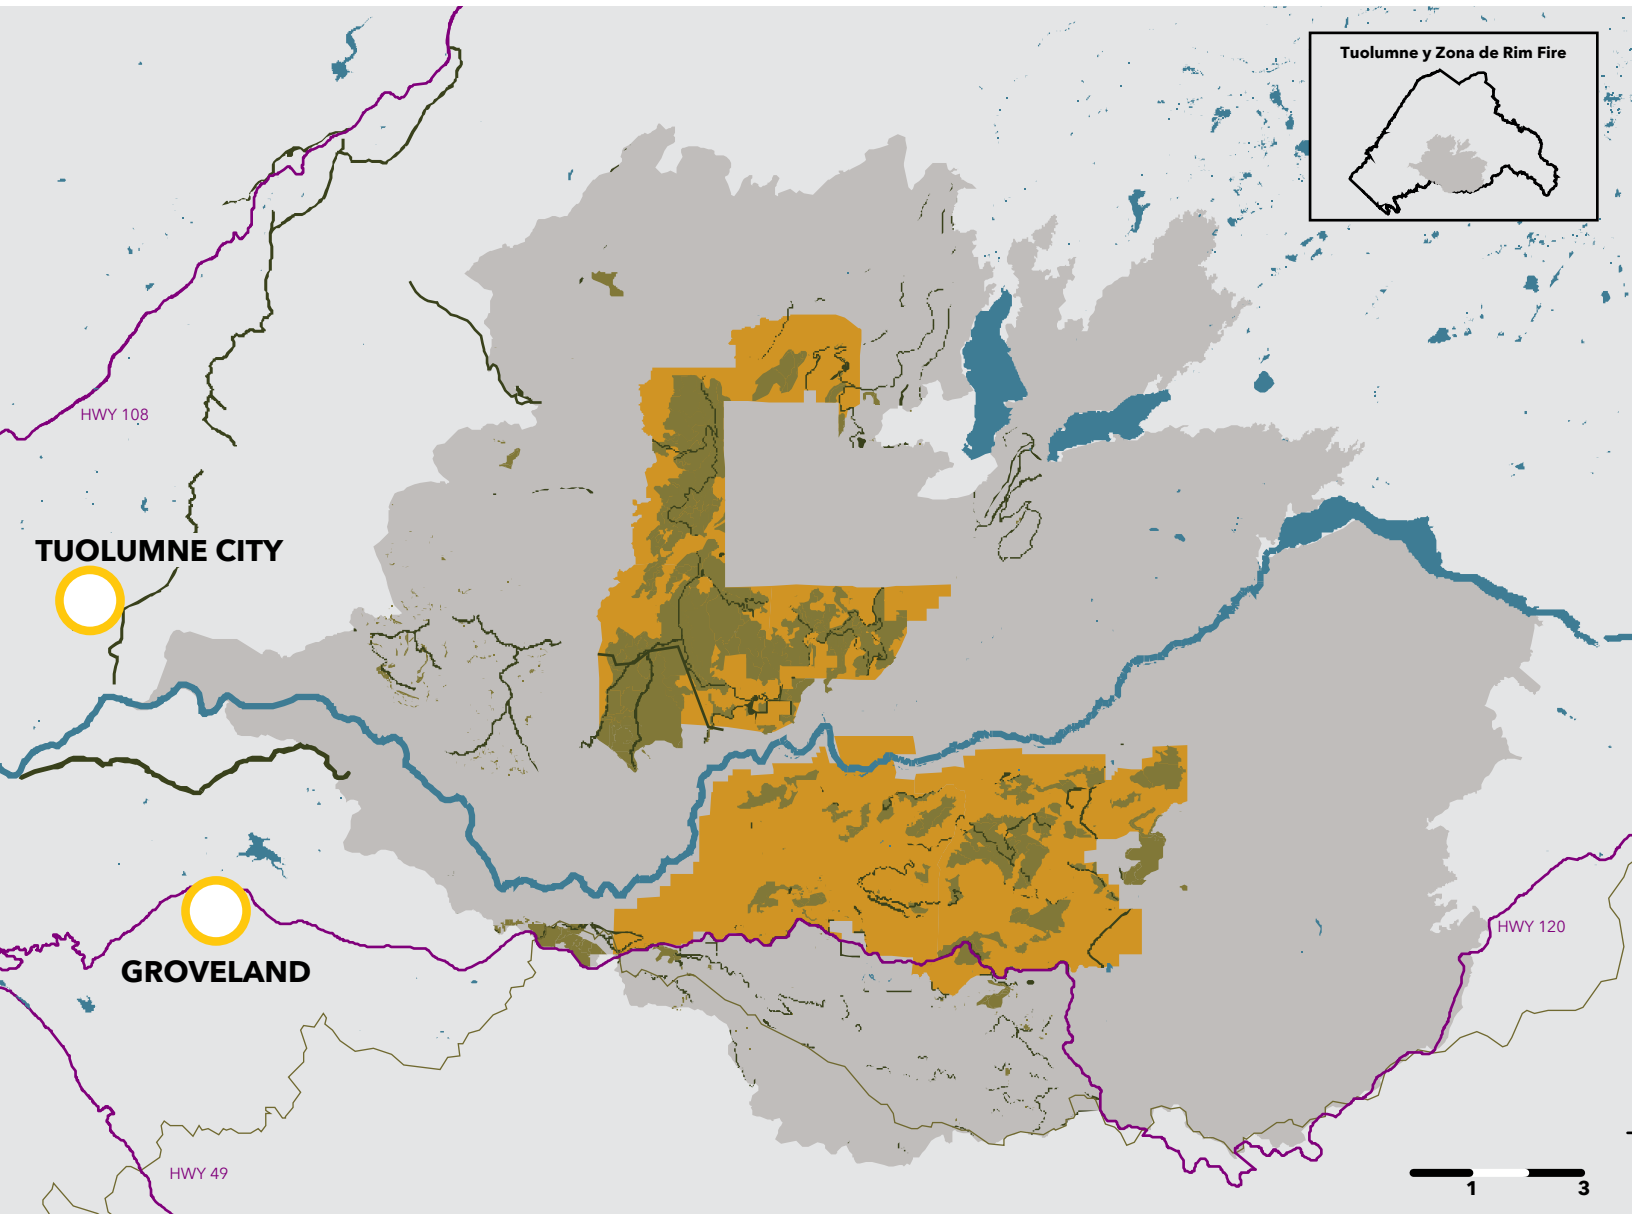 Tuolumne y Zona de Rim Fire
HWY 108
TUOLUMNE CITY
GROVELAND
HWY 120
HWY 49
1 3